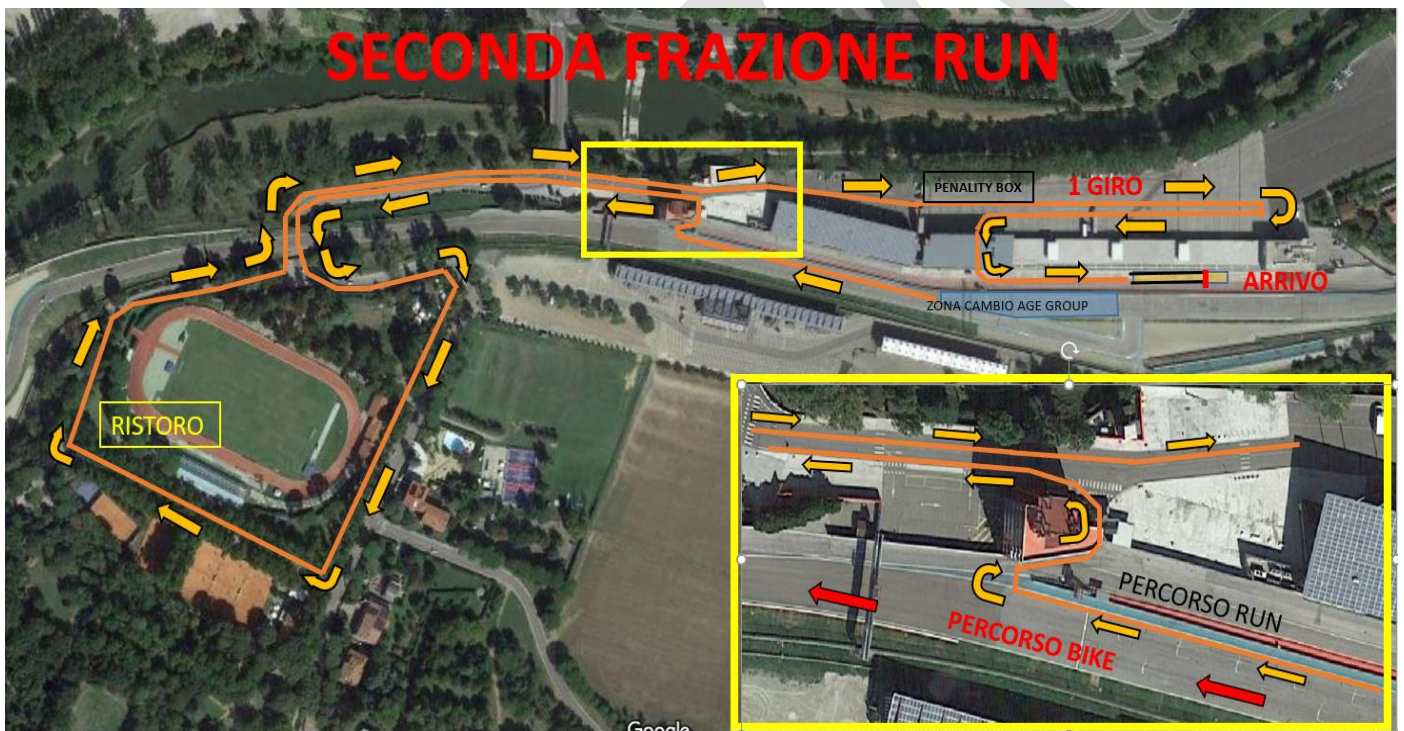 SECONDA FRAZIONE RUN
PENALITY BOX
1 GIRO
ARRIVO
ZONA CAMBIO AGE GROUP
RISTORO
PERCORSO RUN
PERCORSO BIKE
Google